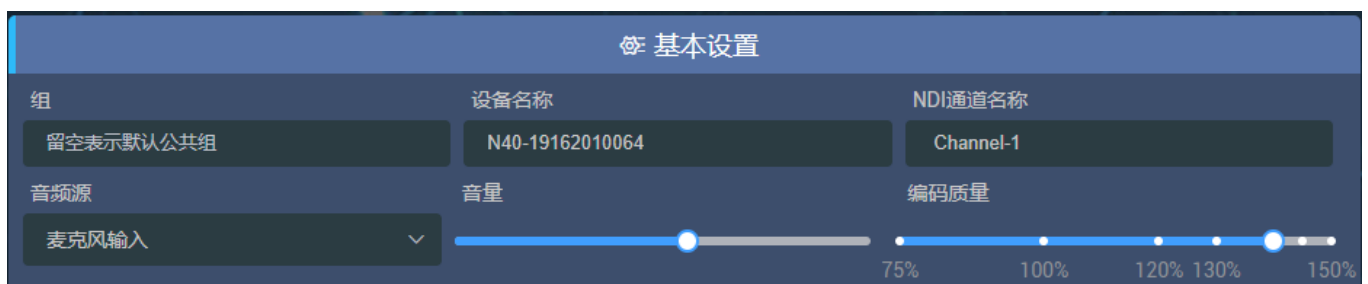 基本设置
组 设备名称 NDI通道名称
留空表示默认公共组 N40-19162010064 Channel-1
音频源 音量 编码质量
麦克风输入
75% 100% 120% 130% 150%